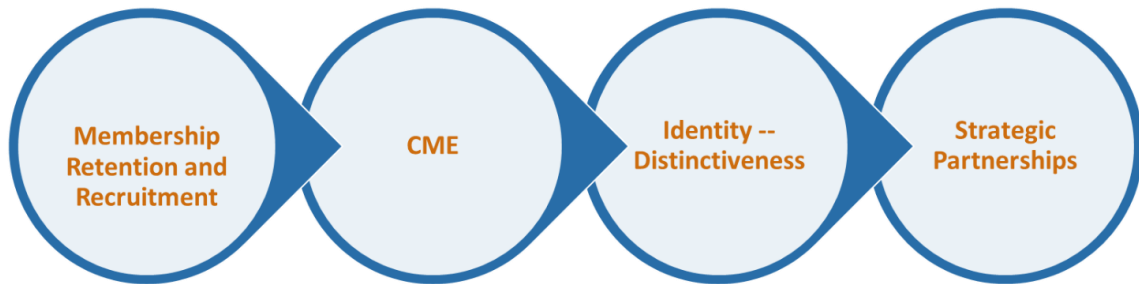 Membership
Retention and
Recruitment
CME
Identity --
Distinctiveness
Strategic
Partnerships